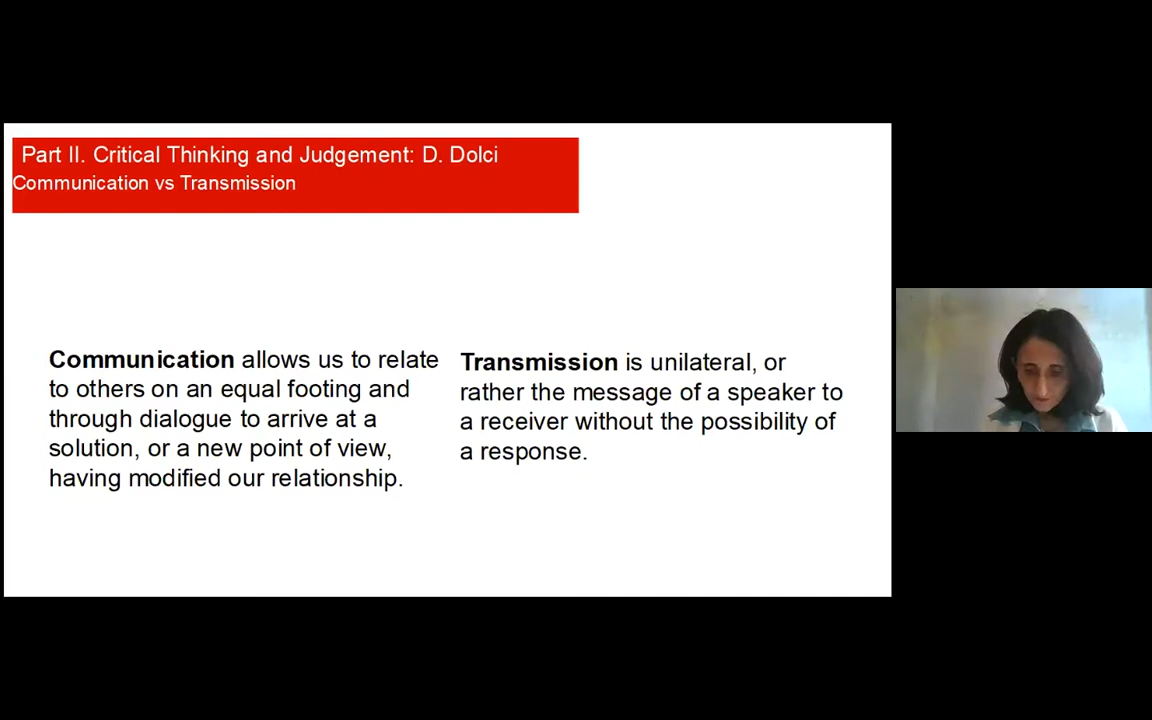 Part II. Critical Thinking and Judgement: D. Dolci
Communication vs Transmission
Communication allows us to relate
to others on an equal footing and
through dialogue to arrive at a
solution, or a new point of view,
having modified our relationship.
Transmission is unilateral, or
rather the message of a speaker to
a receiver without the possibility of
a response.